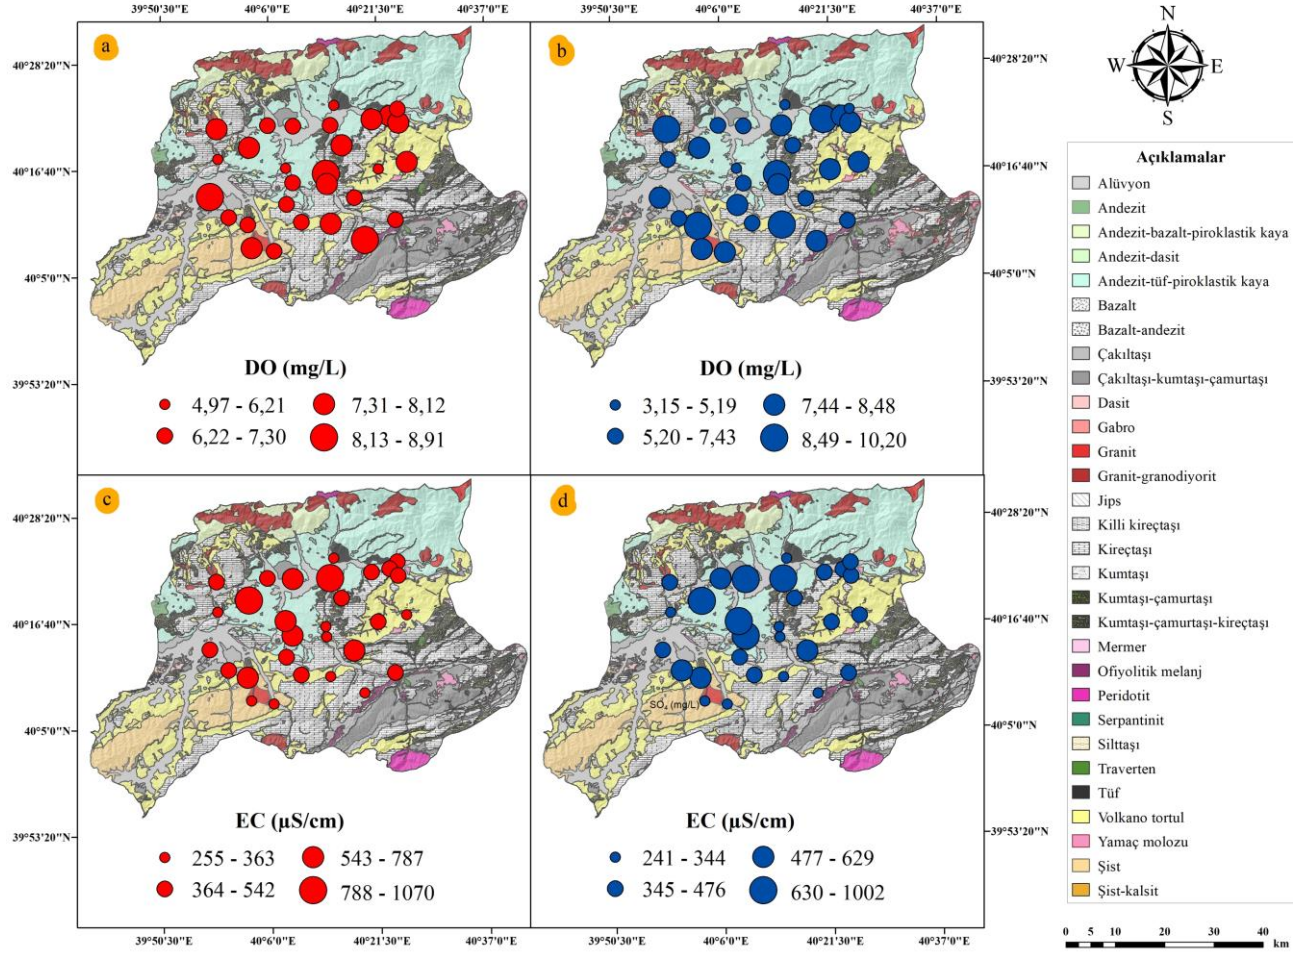 39°50'30"E 40°6'0"E 40°21'30"E 40°37'0"E
39°50'30"E 40°6'0"E 40°21'30"E 40°37'0"E
a
b
40°28'20"N
40°16'40"N
40°5'0"N
39°53'20"N
40°28'20"N
40°16'40"N
40°5'0"N
39°53'20"N
DO (mg/L)
4,97 - 6,21 7,31 - 8,12
6,22 - 7,30 8,13 - 8,91
DO (mg/L)
3,15 - 5,19 7,44 - 8,48
5,20 - 7,43 8,49 - 10,20
c
d
40°28'20"N
40°16'40"N
40°5'0"N
39°53'20"N
40°28'20"N
40°16'40"N
40°5'0"N
39°53'20"N
SO₄ (mg/L)
EC (µS/cm)
255 - 363 543 - 787
364 - 542 788 - 1070
EC (µS/cm)
241 - 344 477 - 629
345 - 476 630 - 1002
39°50'30"E 40°6'0"E 40°21'30"E 40°37'0"E
39°50'30"E 40°6'0"E 40°21'30"E 40°37'0"E
N
W E
S
Açıklamalar
Alüvyon
Andezit
Andezit-bazalt-piroklastik kaya
Andezit-dasit
Andezit-tüf-piroklastik kaya
Bazalt
Bazalt-andezit
Çakıltaşı
Çakıltaşı-kumtaşı-çamurtaşı
Dasit
Gabro
Granit
Granit-granodiyorit
Jips
Killi kireçtaşı
Kireçtaşı
Kumtaşı
Kumtaşı-çamurtaşı
Kumtaşı-çamurtaşı-kireçtaşı
Mermer
Ofiyolitik melanj
Peridotit
Serpantinit
Silttaşı
Traverten
Tüf
Volkano tortul
Yamaç molozu
Şist
Şist-kalsit
0 5 10 20 30 40
km